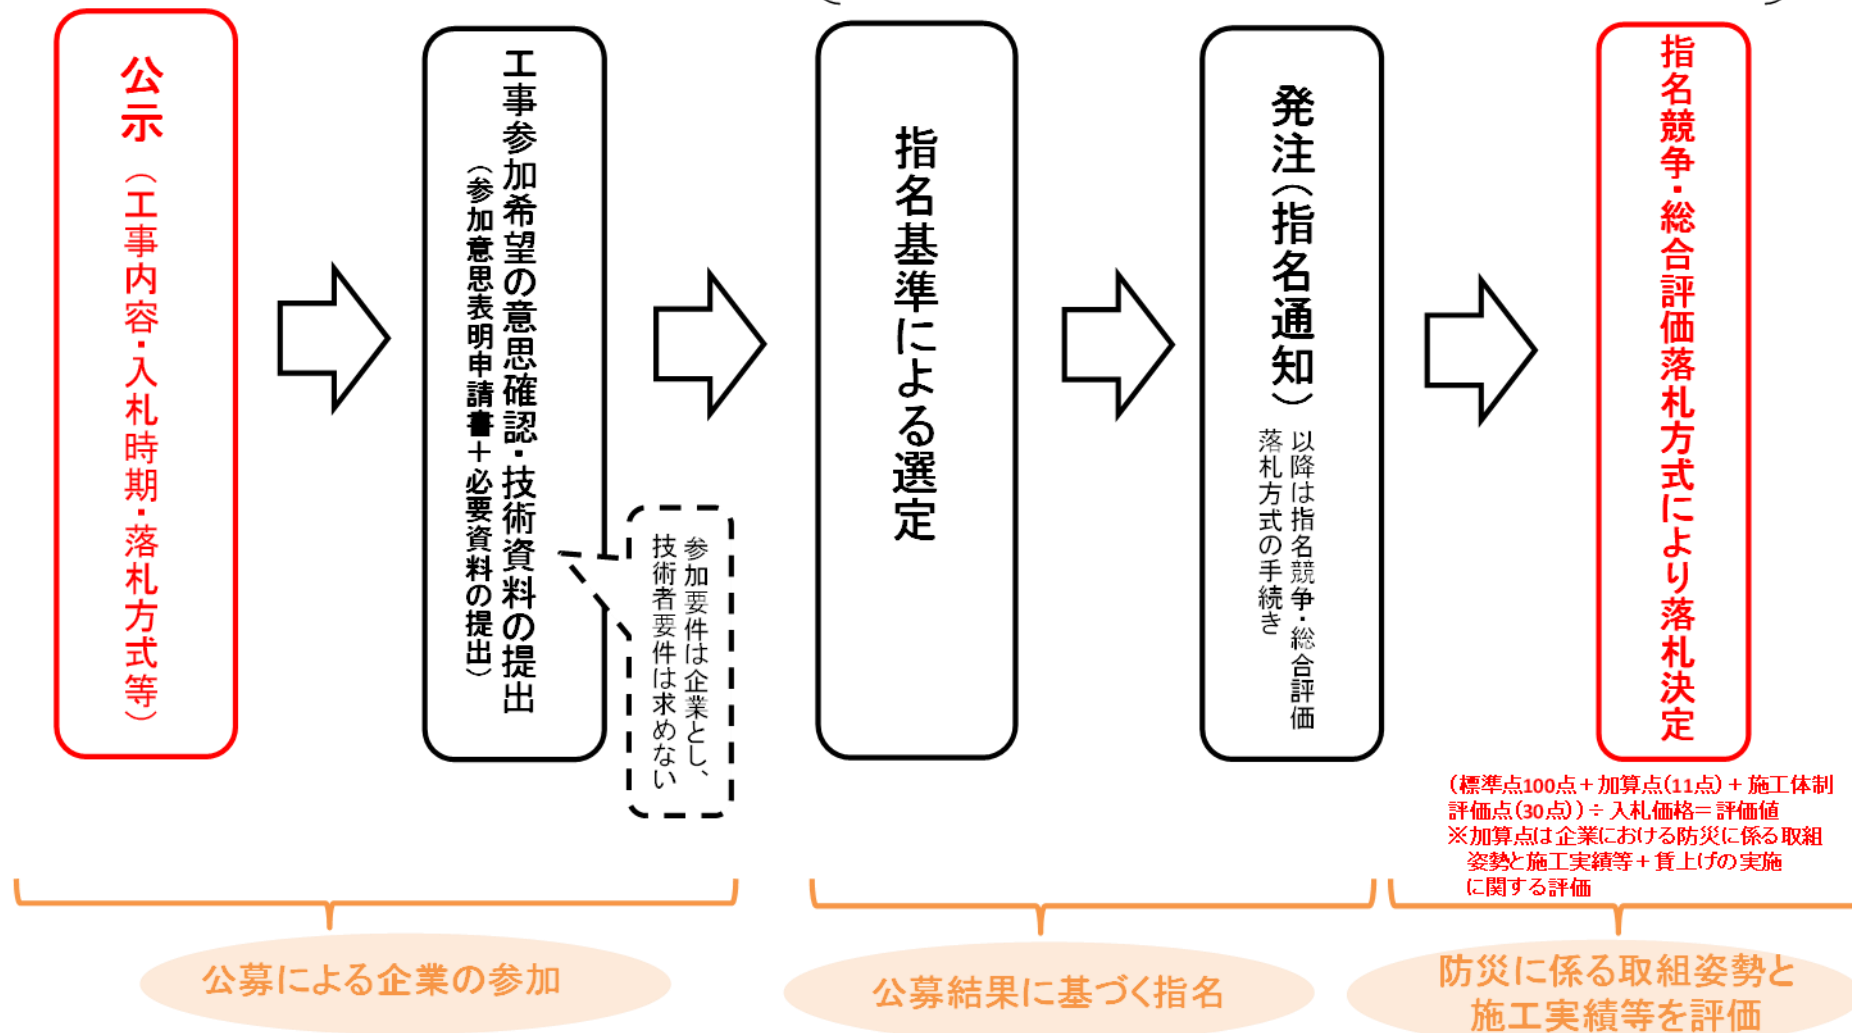 公示（工事内容・入札時期・落札方式等）
工事参加希望の意思確認・技術資料の提出
（参加意思表明申請書＋必要資料の提出）
参加要件は企業とし、
技術者要件は求めない
指名基準による選定
発注（指名通知）
以降は指名競争・総合評価
落札方式の手続き
指名競争・総合評価落札方式により落札決定
(標準点100点＋加算点(11点)＋施工体制
評価点(30点))÷入札価格＝評価値
※加算点は企業における防災に係る取組
姿勢と施工実績等＋賃上げの実施
に関する評価
公募による企業の参加
公募結果に基づく指名
防災に係る取組姿勢と
施工実績等を評価